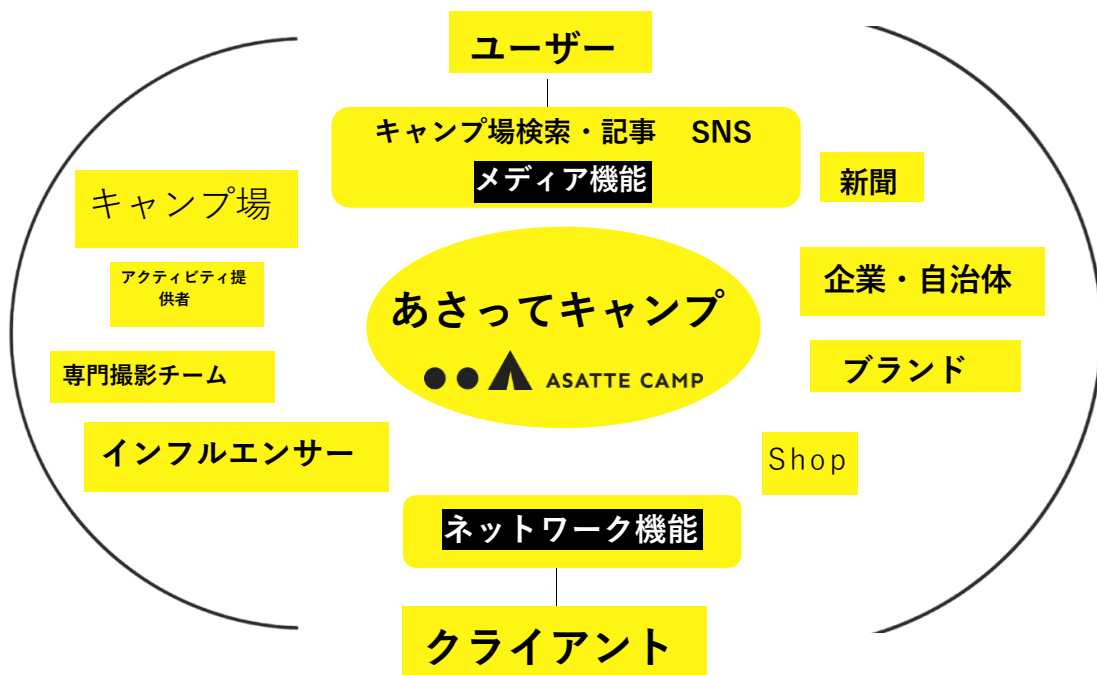 ユーザー
キャンプ場検索・記事 SNS
メディア機能
新聞
キャンプ場
アクティビティ提
供者
企業・自治体
あさってキャンプ
ASATTE CAMP
専門撮影チーム
ブランド
インフルエンサー
Shop
ネットワーク機能
クライアント